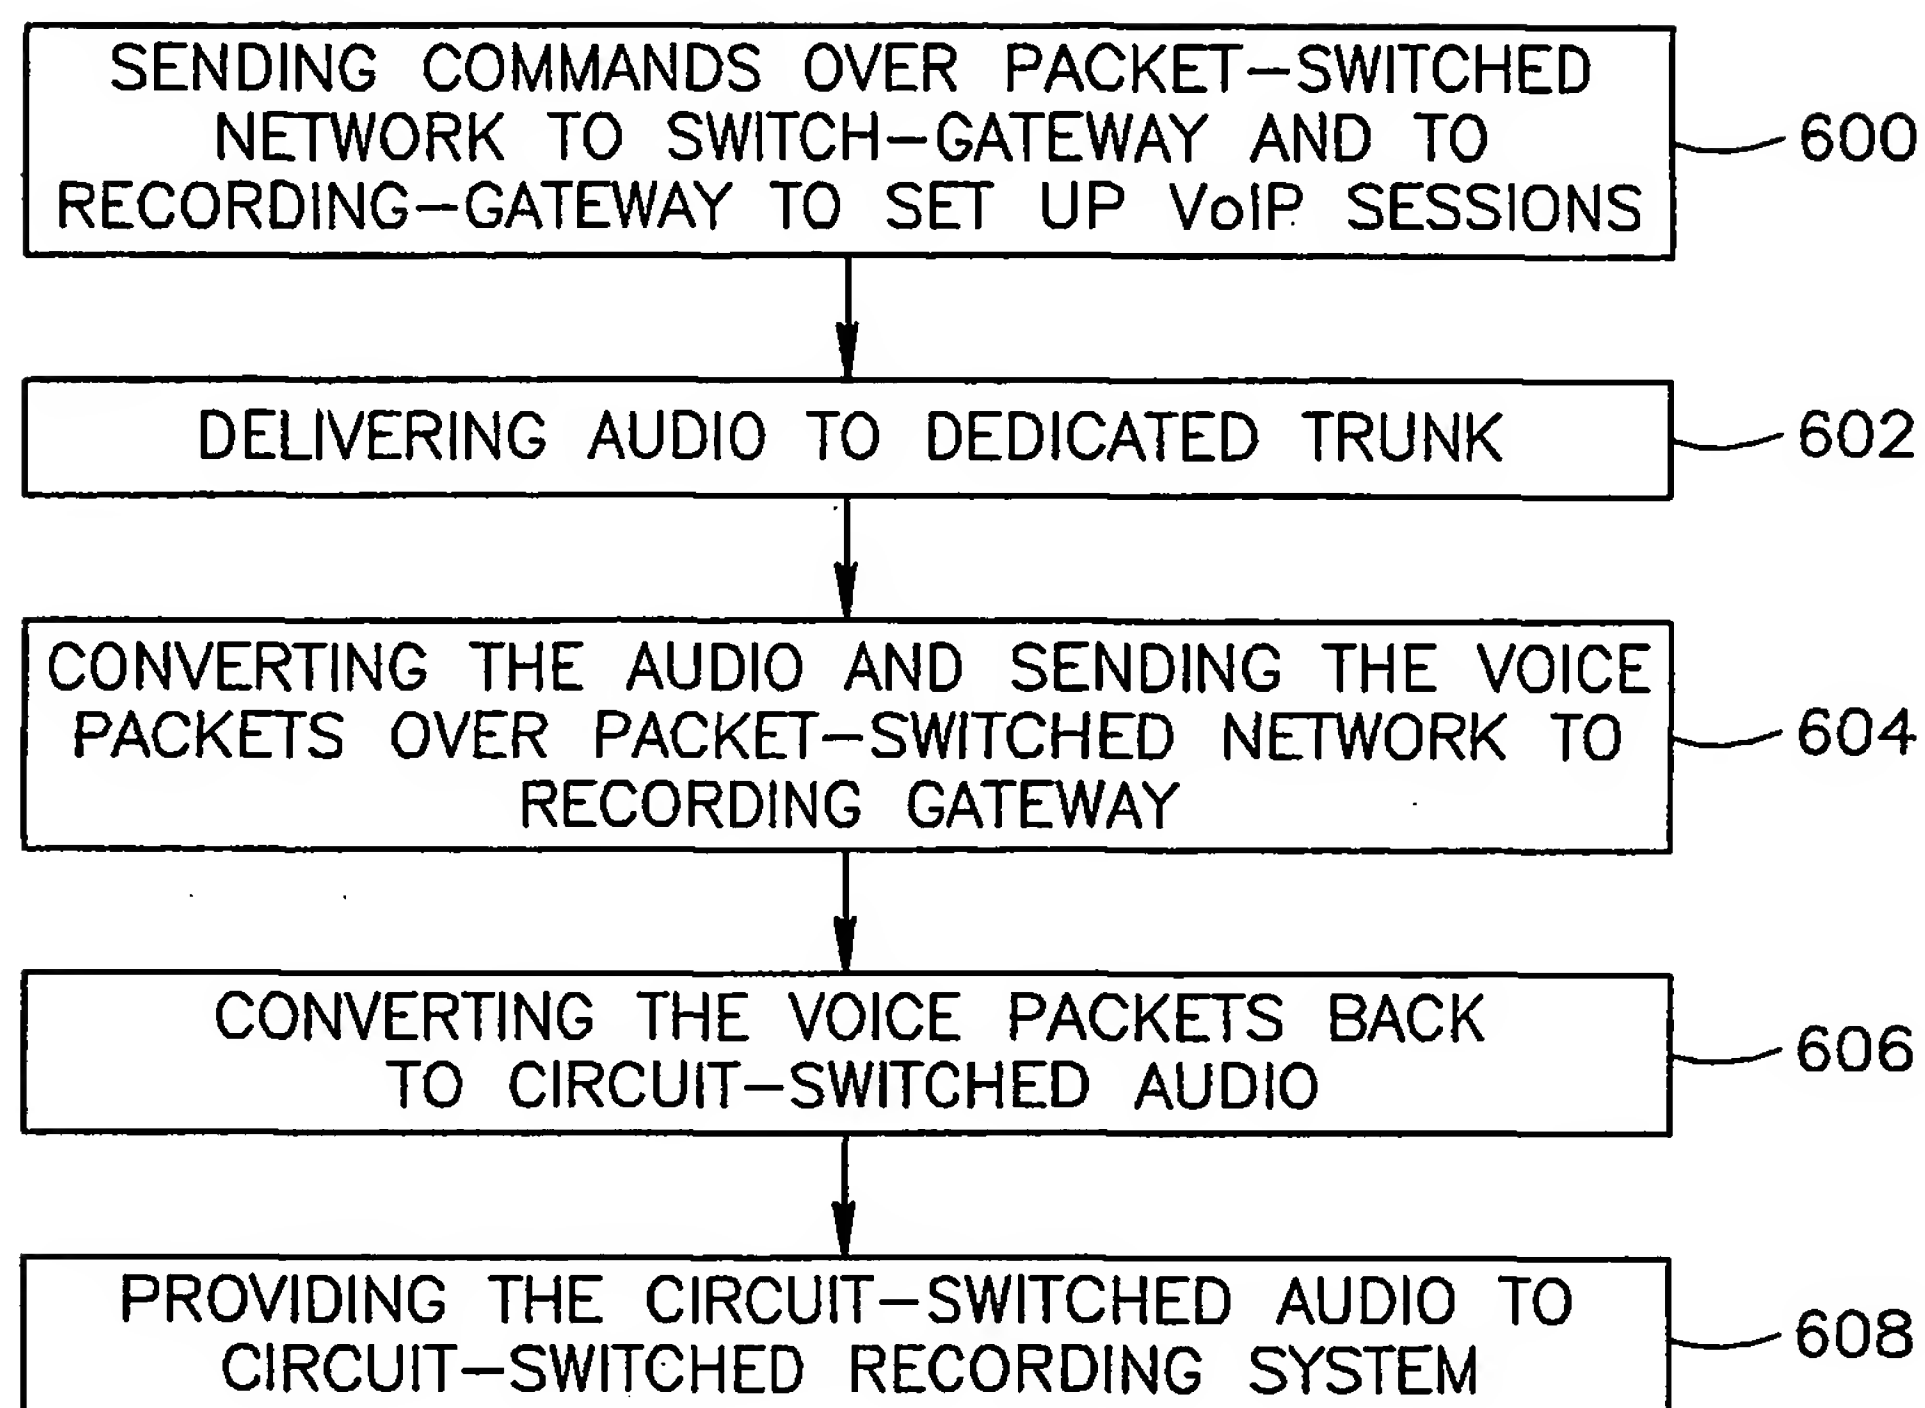 SENDING COMMANDS OVER PACKET-SWITCHED
NETWORK TO SWITCH-GATEWAY AND TO
RECORDING-GATEWAY TO SET UP VoIP SESSIONS
600
DELIVERING AUDIO TO DEDICATED TRUNK
602
CONVERTING THE AUDIO AND SENDING THE VOICE
PACKETS OVER PACKET-SWITCHED NETWORK TO
RECORDING GATEWAY
604
CONVERTING THE VOICE PACKETS BACK
TO CIRCUIT-SWITCHED AUDIO
606
PROVIDING THE CIRCUIT-SWITCHED AUDIO TO
CIRCUIT-SWITCHED RECORDING SYSTEM
608